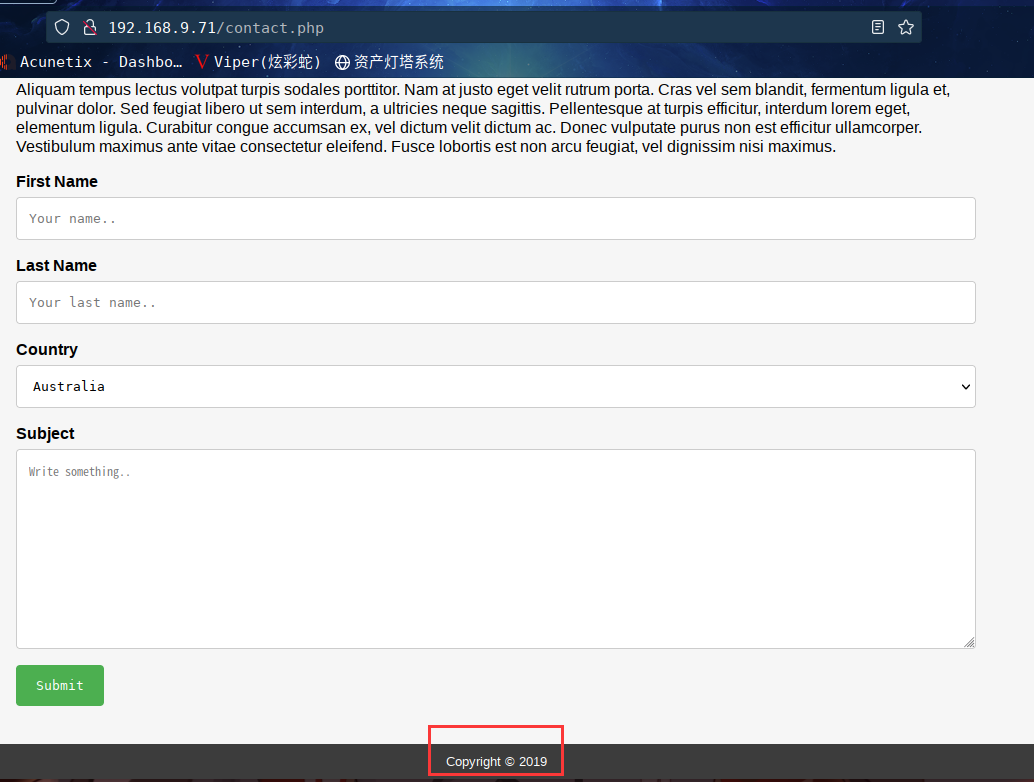 192.168.9.71/contact.php
Acunetix - Dashbo… Viper(炫彩蛇) 资产灯塔系统
Aliquam tempus lectus volutpat turpis sodales porttitor. Nam at justo eget velit rutrum porta. Cras vel sem blandit, fermentum ligula et,
pulvinar dolor. Sed feugiat libero ut sem interdum, a ultricies neque sagittis. Pellentesque at turpis efficitur, interdum lorem eget,
elementum ligula. Curabitur congue accumsan ex, vel dictum velit dictum ac. Donec vulputate purus non est efficitur ullamcorper.
Vestibulum maximus ante vitae consectetur eleifend. Fusce lobortis est non arcu feugiat, vel dignissim nisi maximus.
First Name
Your name..
Last Name
Your last name..
Country
Australia
Subject
Write something..
Submit
Copyright © 2019